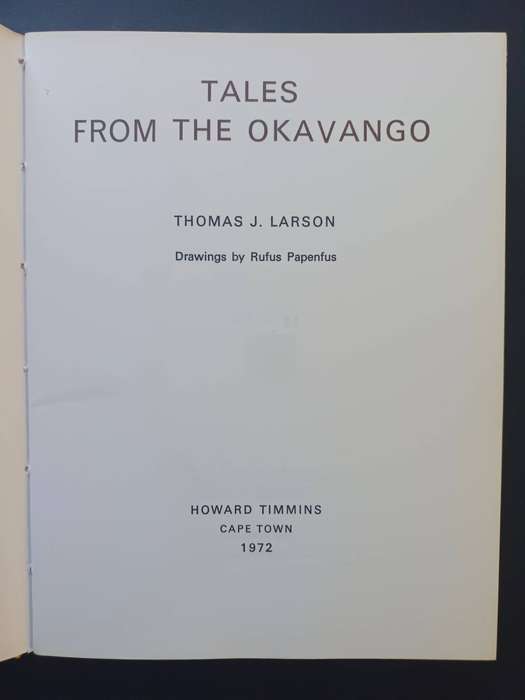 TALES
FROM THE OKAVANGO
THOMAS J. LARSON
Drawings by Rufus Papenfus
HOWARD TIMMINS
CAPE TOWN
1972